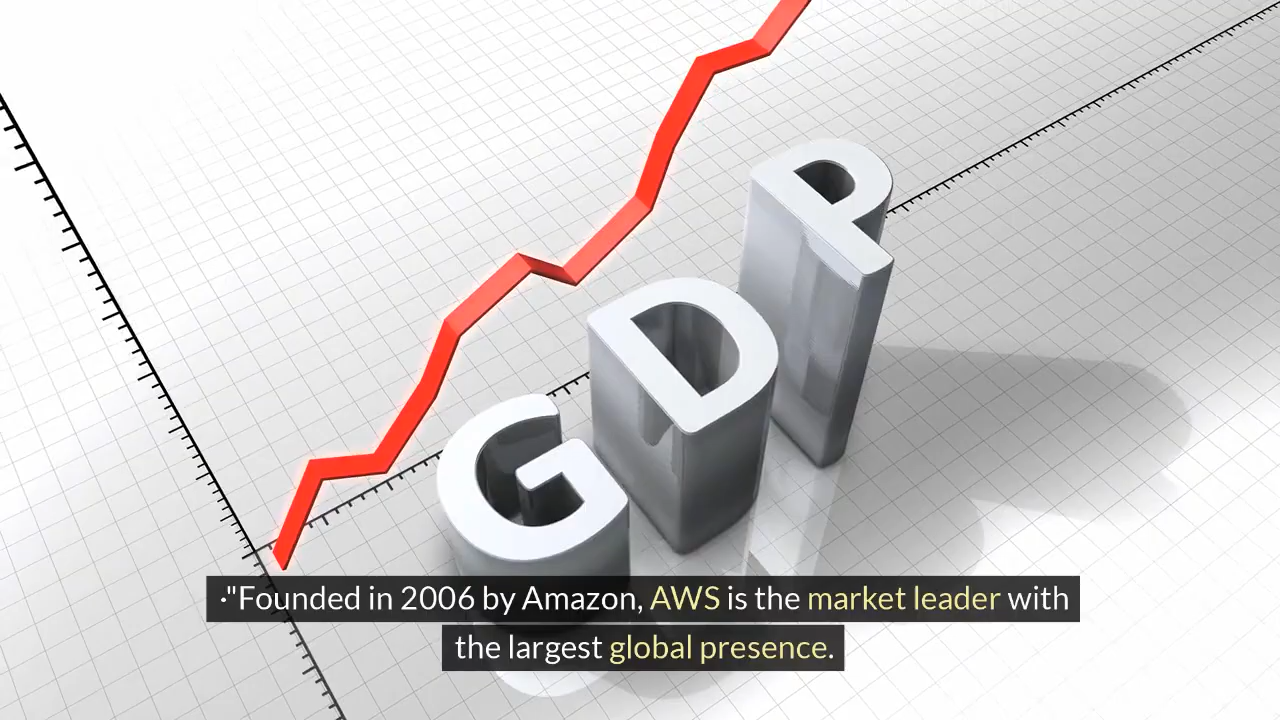 GDP
·"Founded in 2006 by Amazon, AWS is the market leader with
the largest global presence.